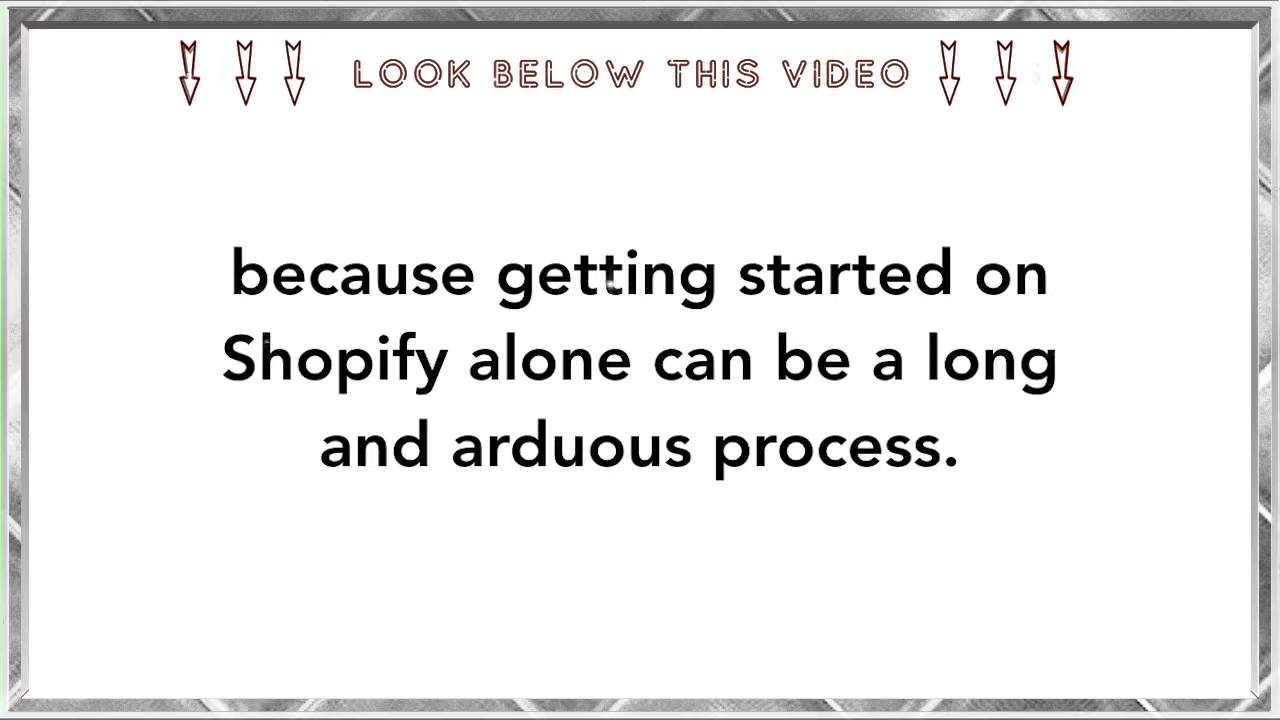 LOOK BELOW THIS VIDEO
because getting started on
Shopify alone can be a long
and arduous process.